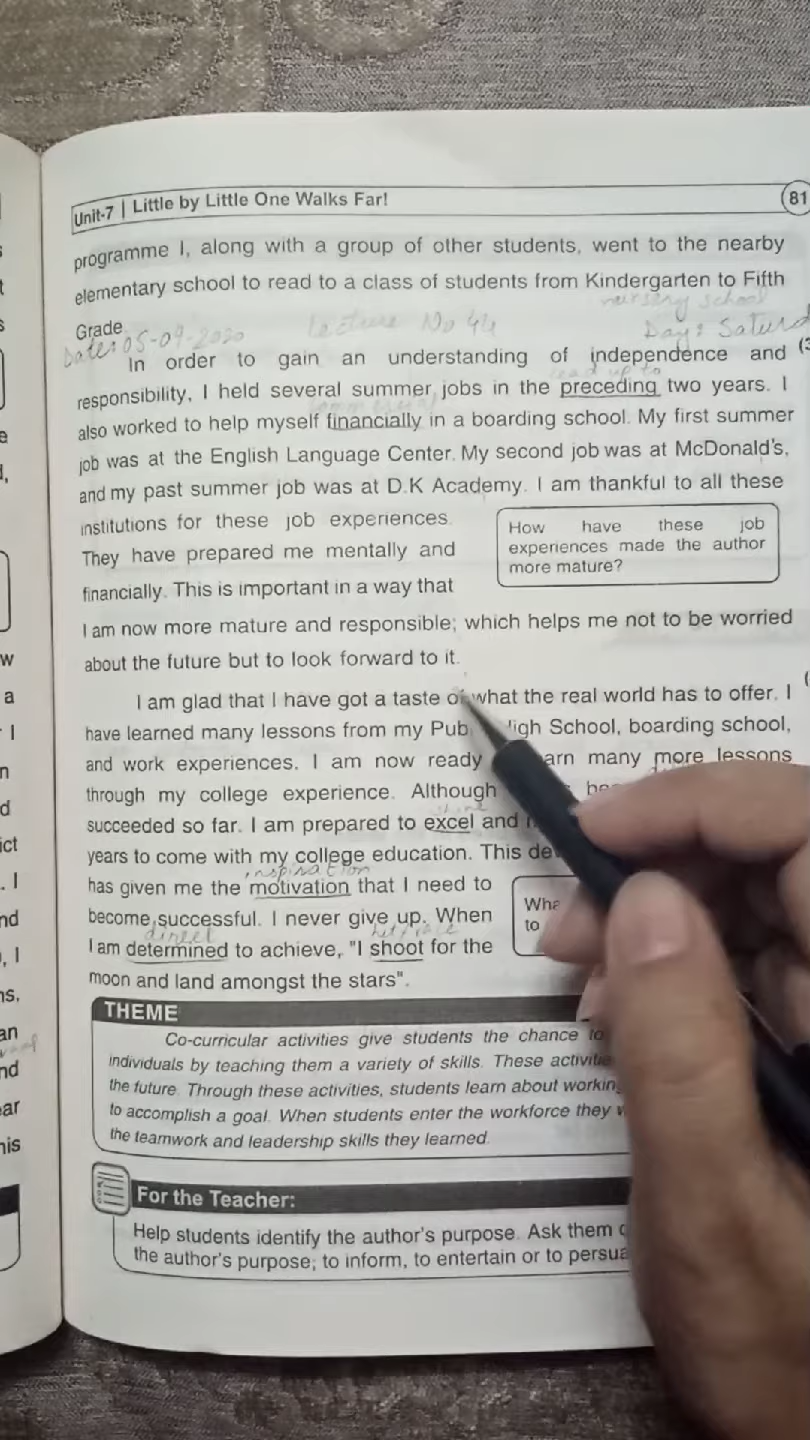 Unit-7 | Little by Little One Walks Far!
81
programme I, along with a group of other students, went to the nearby
elementary school to read to a class of students from Kindergarten to Fifth
nursery school
Grade
Lecture No 44
Date: 05-09-2020
Day: Saturd
In order to gain an understanding of independence and
responsibility, I held several summer jobs in the preceding two years. I
also worked to help myself financially in a boarding school. My first summer
job was at the English Language Center. My second job was at McDonald's,
and my past summer job was at D.K Academy. I am thankful to all these
institutions for these job experiences.
They have prepared me mentally and
financially. This is important in a way that
How have these job
experiences made the author
more mature?
I am now more mature and responsible; which helps me not to be worried
about the future but to look forward to it.
I am glad that I have got a taste of what the real world has to offer. I
have learned many lessons from my Pub High School, boarding school,
and work experiences. I am now ready arn many more lessons
through my college experience. Although
succeeded so far. I am prepared to excel and
years to come with my college education. This de
inspiration
has given me the motivation that I need to
become successful. I never give up. When
direct
I am determined to achieve, "I shoot for the
moon and land amongst the stars".
Wha
to
THEME
Co-curricular activities give students the chance to
individuals by teaching them a variety of skills. These activitie
the future. Through these activities, students learn about working
to accomplish a goal. When students enter the workforce they w
the teamwork and leadership skills they learned.
For the Teacher:
Help students identify the author's purpose. Ask them
the author's purpose; to inform, to entertain or to persua